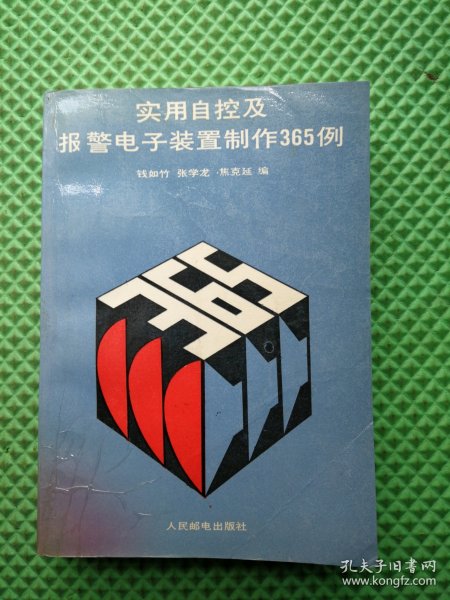 实用自控及
报警电子装置制作365例
钱如竹 张学龙 焦克延 编
365
人民邮电出版社
孔夫子旧书网
www.kongfz.com